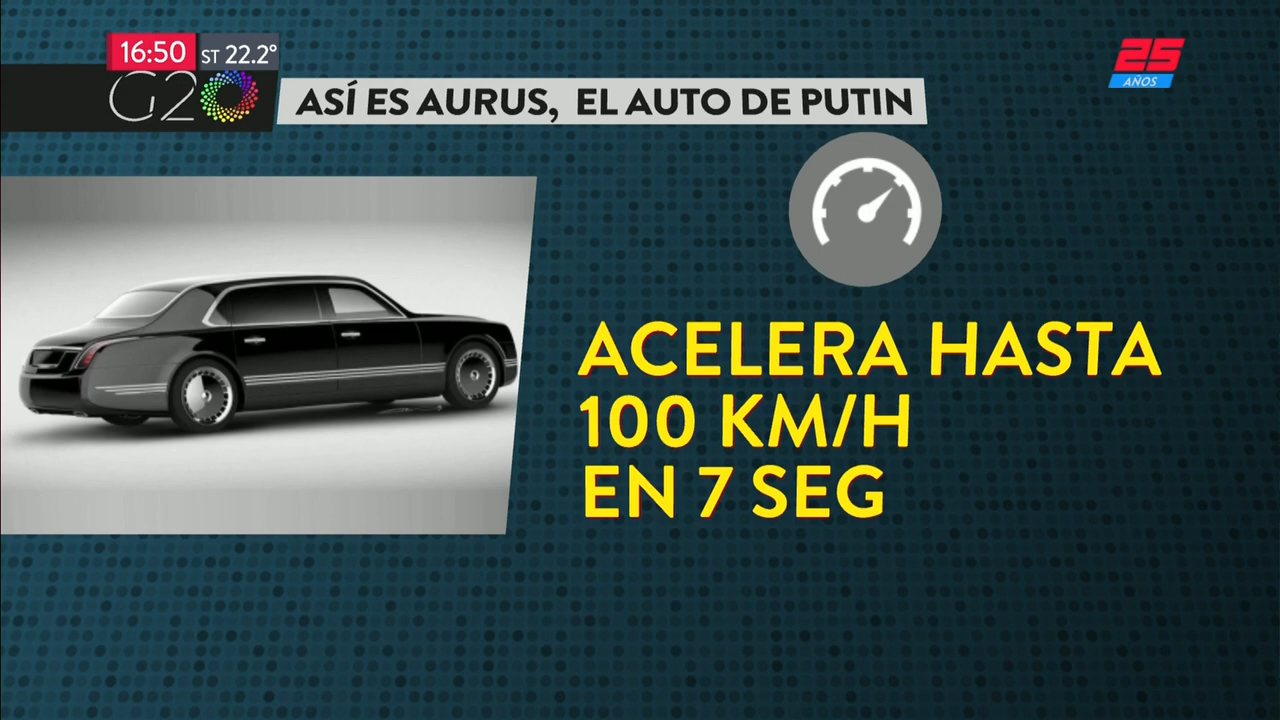 16:50 ST 22.2°
G20
ASÍ ES AURUS, EL AUTO DE PUTIN
25
AÑOS
ACELERA HASTA
100 KM/H
EN 7 SEG